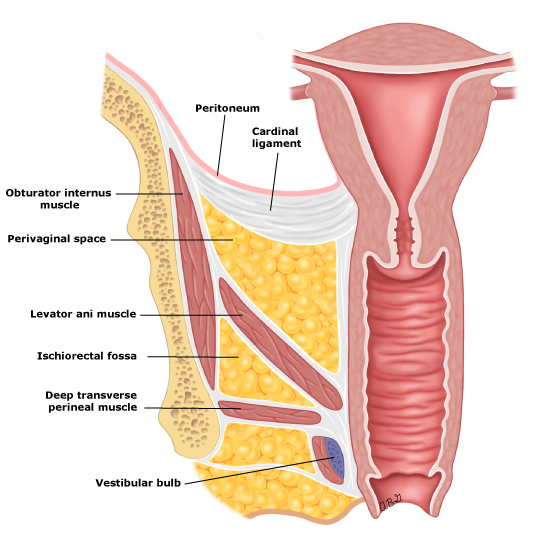 Peritoneum
Cardinal
ligament
Obturator internus
muscle
Perivaginal space
Levator ani muscle
Ischiorectal fossa
Deep transverse
perineal muscle
Vestibular bulb